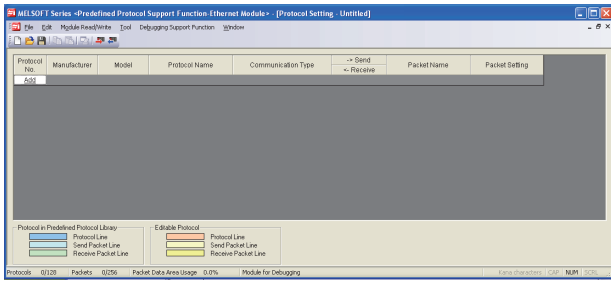 MELSOFT Series <Predefined Protocol Support Function-Ethernet Module> - [Protocol Setting - Untitled]
File Edit Module Read/Write Tool Debugging Support Function Window
Protocol No. Manufacturer Model Protocol Name Communication Type -> Send <- Receive Packet Name Packet Setting
Add
Protocol in Predefined Protocol Library
Protocol Line
Send Packet Line
Receive Packet Line
Editable Protocol
Protocol Line
Send Packet Line
Receive Packet Line
Protocols 0/128 Packets 0/256 Packet Data Area Usage 0.0% Module for Debugging Kana characters CAP NUM SCRL